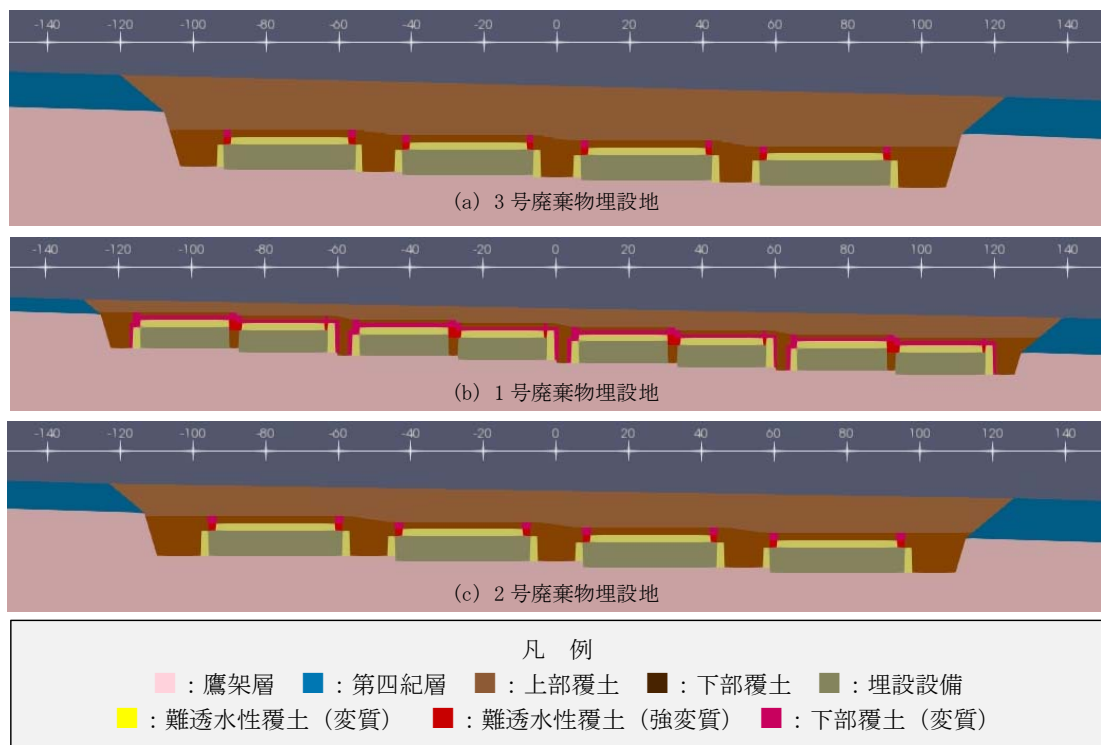 -140 -120 -100 -80 -60 -40 -20 0 20 40 60 80 100 120 140
(a) 3 号廃棄物埋設地
-140 -120 -100 -80 -60 -40 -20 0 20 40 60 80 100 120 140
(b) 1 号廃棄物埋設地
-140 -120 -100 -80 -60 -40 -20 0 20 40 60 80 100 120 140
(c) 2 号廃棄物埋設地
凡 例
:鷹架層 :第四紀層 :上部覆土 :下部覆土 :埋設設備
:難透水性覆土(変質) :難透水性覆土(強変質) :下部覆土(変質)